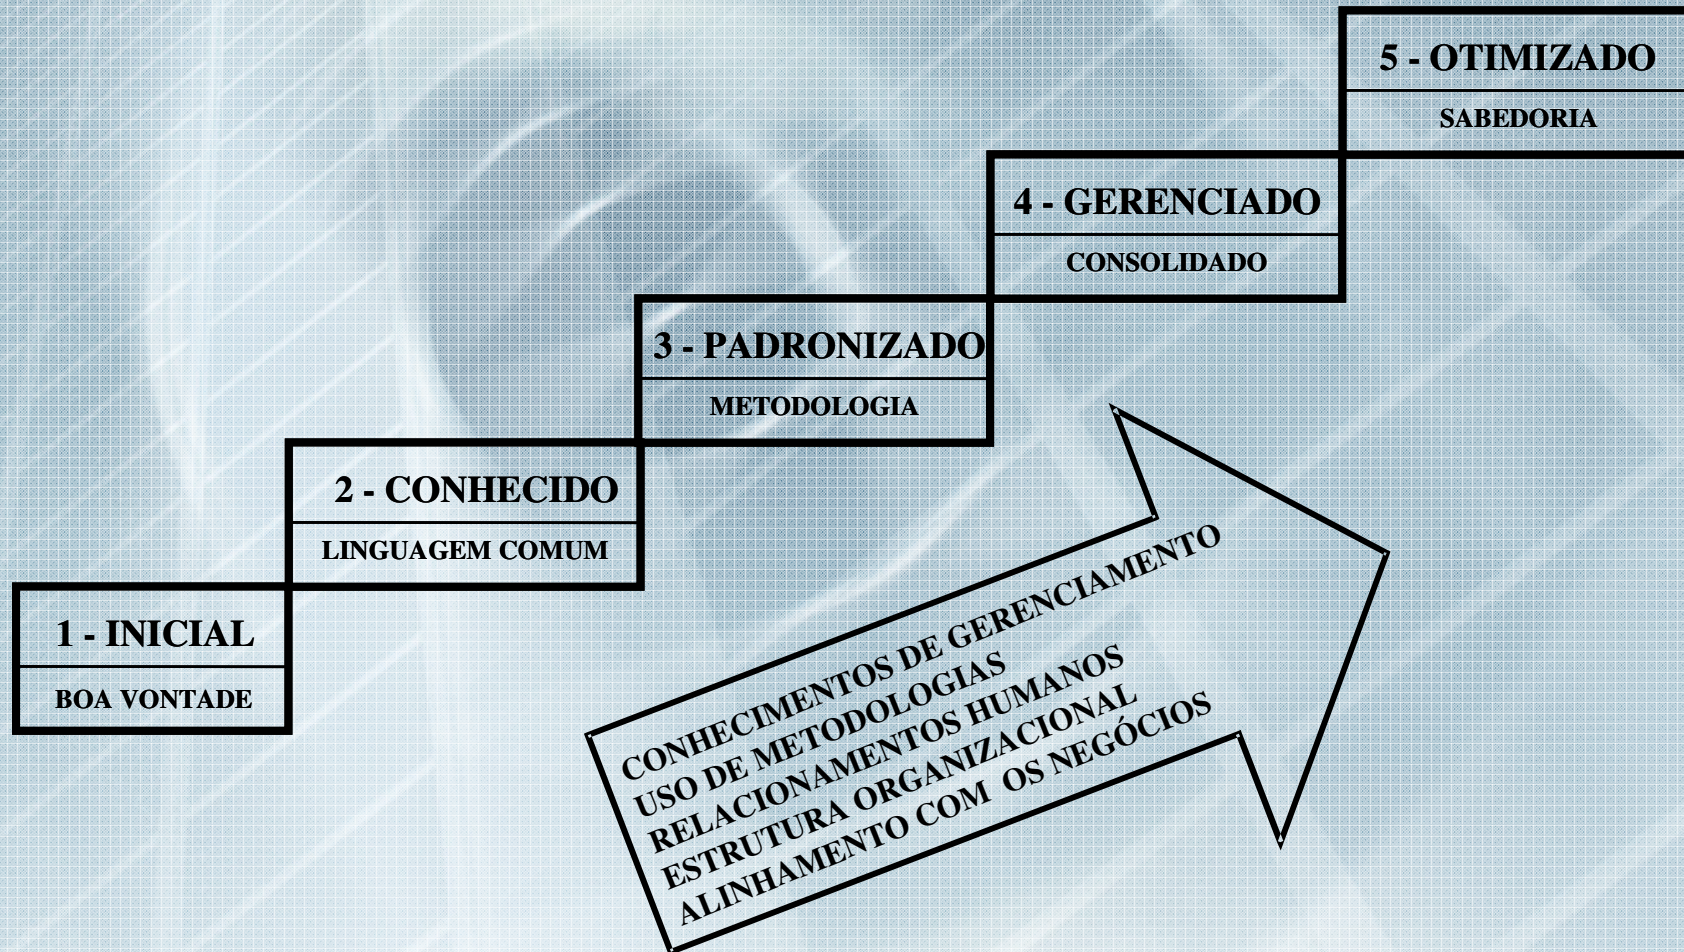 5 - OTIMIZADO
SABEDORIA
4 - GERENCIADO
CONSOLIDADO
3 - PADRONIZADO
METODOLOGIA
2 - CONHECIDO
LINGUAGEM COMUM
1 - INICIAL
BOA VONTADE
CONHECIMENTOS DE GERENCIAMENTO
USO DE METODOLOGIAS
RELACIONAMENTOS HUMANOS
ESTRUTURA ORGANIZACIONAL
ALINHAMENTO COM OS NEGÓCIOS